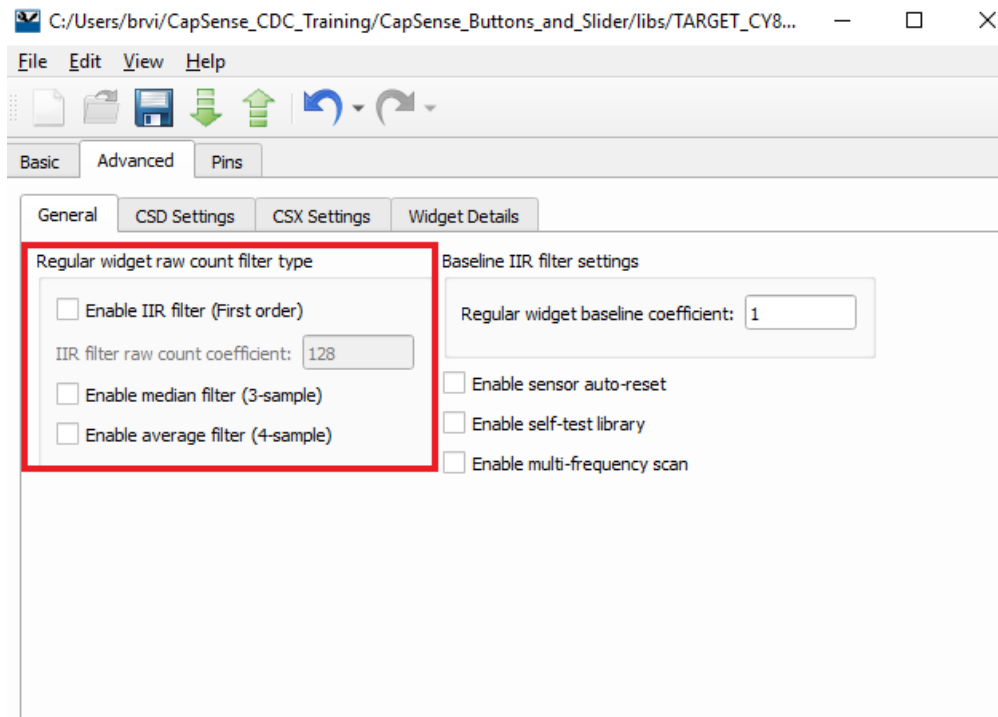 C:/Users/brvi/CapSense_CDC_Training/CapSense_Buttons_and_Slider/libs/TARGET_CY8...
File Edit View Help
Basic Advanced Pins
General CSD Settings CSX Settings Widget Details
Regular widget raw count filter type
Enable IIR filter (First order)
IIR filter raw count coefficient: 128
Enable median filter (3-sample)
Enable average filter (4-sample)
Baseline IIR filter settings
Regular widget baseline coefficient: 1
Enable sensor auto-reset
Enable self-test library
Enable multi-frequency scan